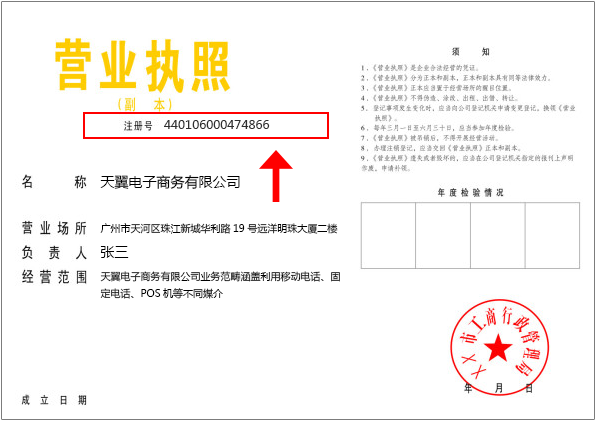 营业执照
(副 本)
注册号 440106000474866
名 称 天翼电子商务有限公司
营业场所 广州市天河区珠江新城华利路 19 号远洋明珠大厦二楼
负 责 人 张三
经营范围 天翼电子商务有限公司业务范畴涵盖利用移动电话、固
定电话、POS 机等不同媒介
成 立 日 期
须 知
1、《营业执照》是企业合法经营的凭证。
2、《营业执照》分为正本和副本，正本和副本具有同等法律效力。
3、《营业执照》正本应当置于经营场所的醒目位置。
4、《营业执照》不得伪造、涂改、出租、出借、转让。
5、登记事项发生变化时，应当向公司登记机关申请变更登记，换领《营业
执照》。
6、每年三月一日至六月三十日，应当参加年度检验。
7、《营业执照》被吊销后，不得开展经营活动。
8、办理注销登记，应当交回《营业执照》正本和副本。
9、《营业执照》遗失或者毁坏的，应当在公司登记机关指定的报刊上声明
作废，申请补领。
年度检验情况
XX市工商行政管理局
年 月 日